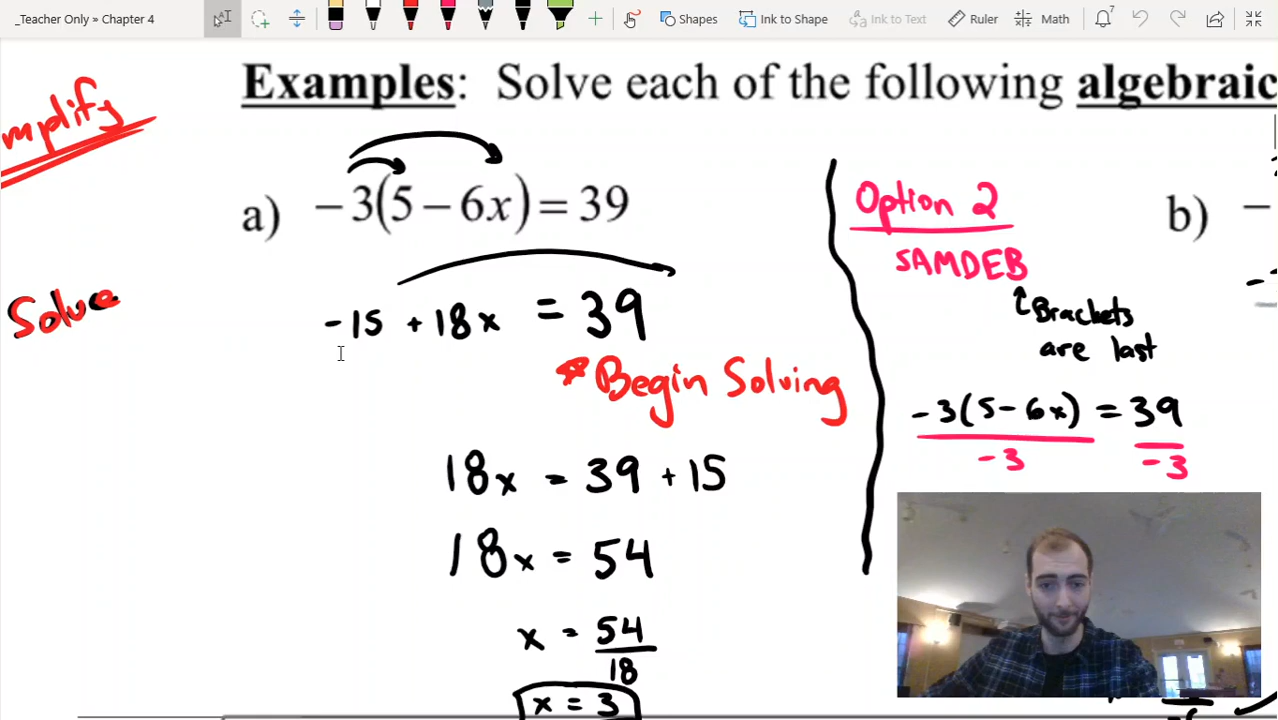 _Teacher Only » Chapter 4
Shapes
Ink to Shape
Ink to Text
Ruler
Math
7
mplify
Examples: Solve each of the following algebraic
a) −3(5−6x)=39
-15 + 18x = 39
Solve
*Begin Solving
18x = 39 + 15
18x = 54
x = 54
18
x = 3
Option 2
SAMDEB
↑Brackets
are last
-3(5-6x) = 39
-3 -3
b) −
-